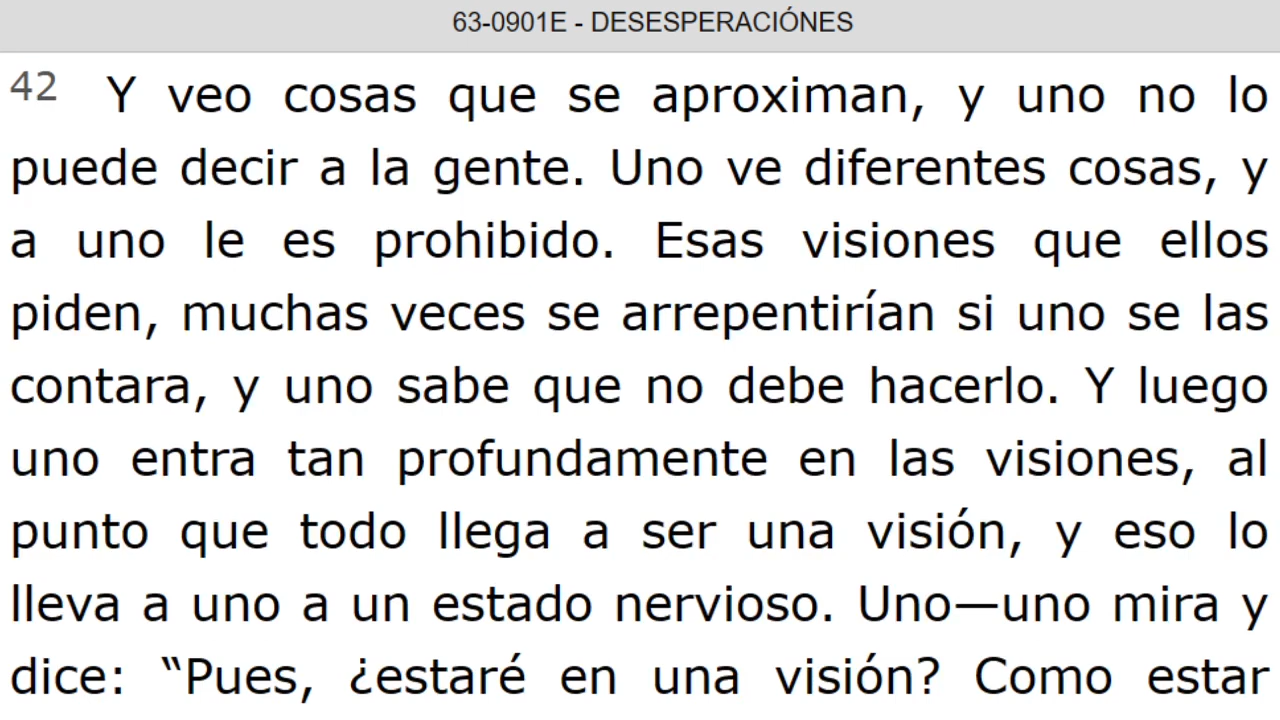 63-0901E - DESESPERACIÓNES
42 Y veo cosas que se aproximan, y uno no lo
puede decir a la gente. Uno ve diferentes cosas, y
a uno le es prohibido. Esas visiones que ellos
piden, muchas veces se arrepentirían si uno se las
contara, y uno sabe que no debe hacerlo. Y luego
uno entra tan profundamente en las visiones, al
punto que todo llega a ser una visión, y eso lo
lleva a uno a un estado nervioso. Uno—uno mira y
dice: “Pues, ¿estaré en una visión? Como estar